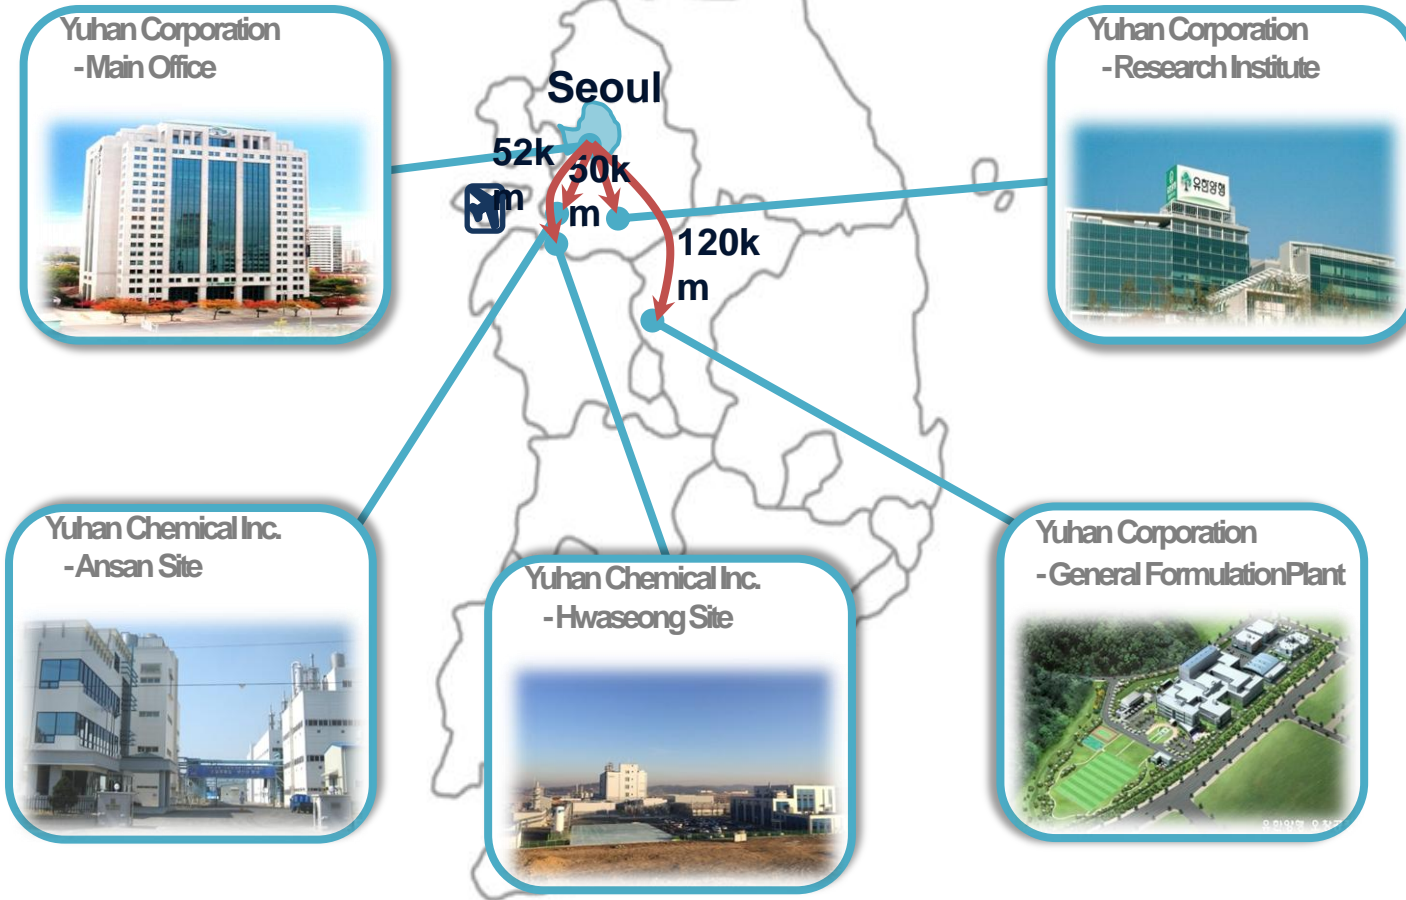 Yuhan Corporation
- Main Office
Yuhan Corporation
- Research Institute
Seoul
52k
m
50k
m
120k
m
유한양행
Yuhan Chemical Inc.
- Ansan Site
Yuhan Chemical Inc.
- Hwaseong Site
Yuhan Corporation
- General Formulation Plant